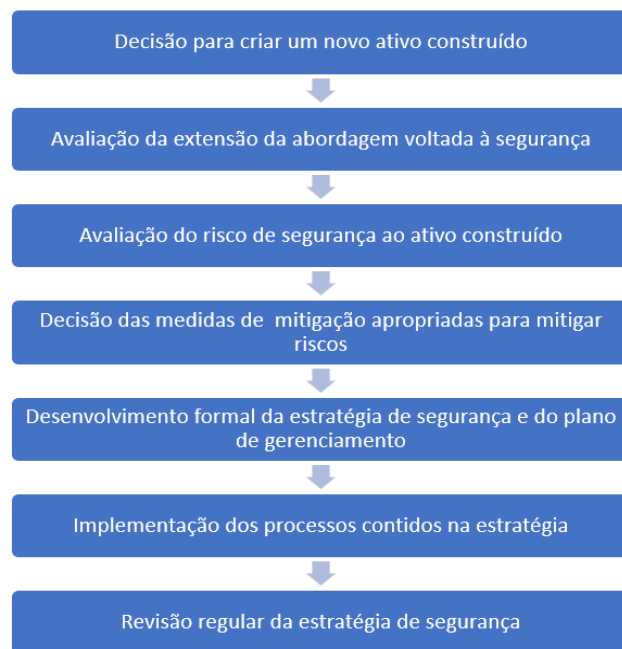 Decisão para criar um novo ativo construído
Avaliação da extensão da abordagem voltada à segurança
Avaliação do risco de segurança ao ativo construído
Decisão das medidas de mitigação apropriadas para mitigar
riscos
Desenvolvimento formal da estratégia de segurança e do plano
de gerenciamento
Implementação dos processos contidos na estratégia
Revisão regular da estratégia de segurança